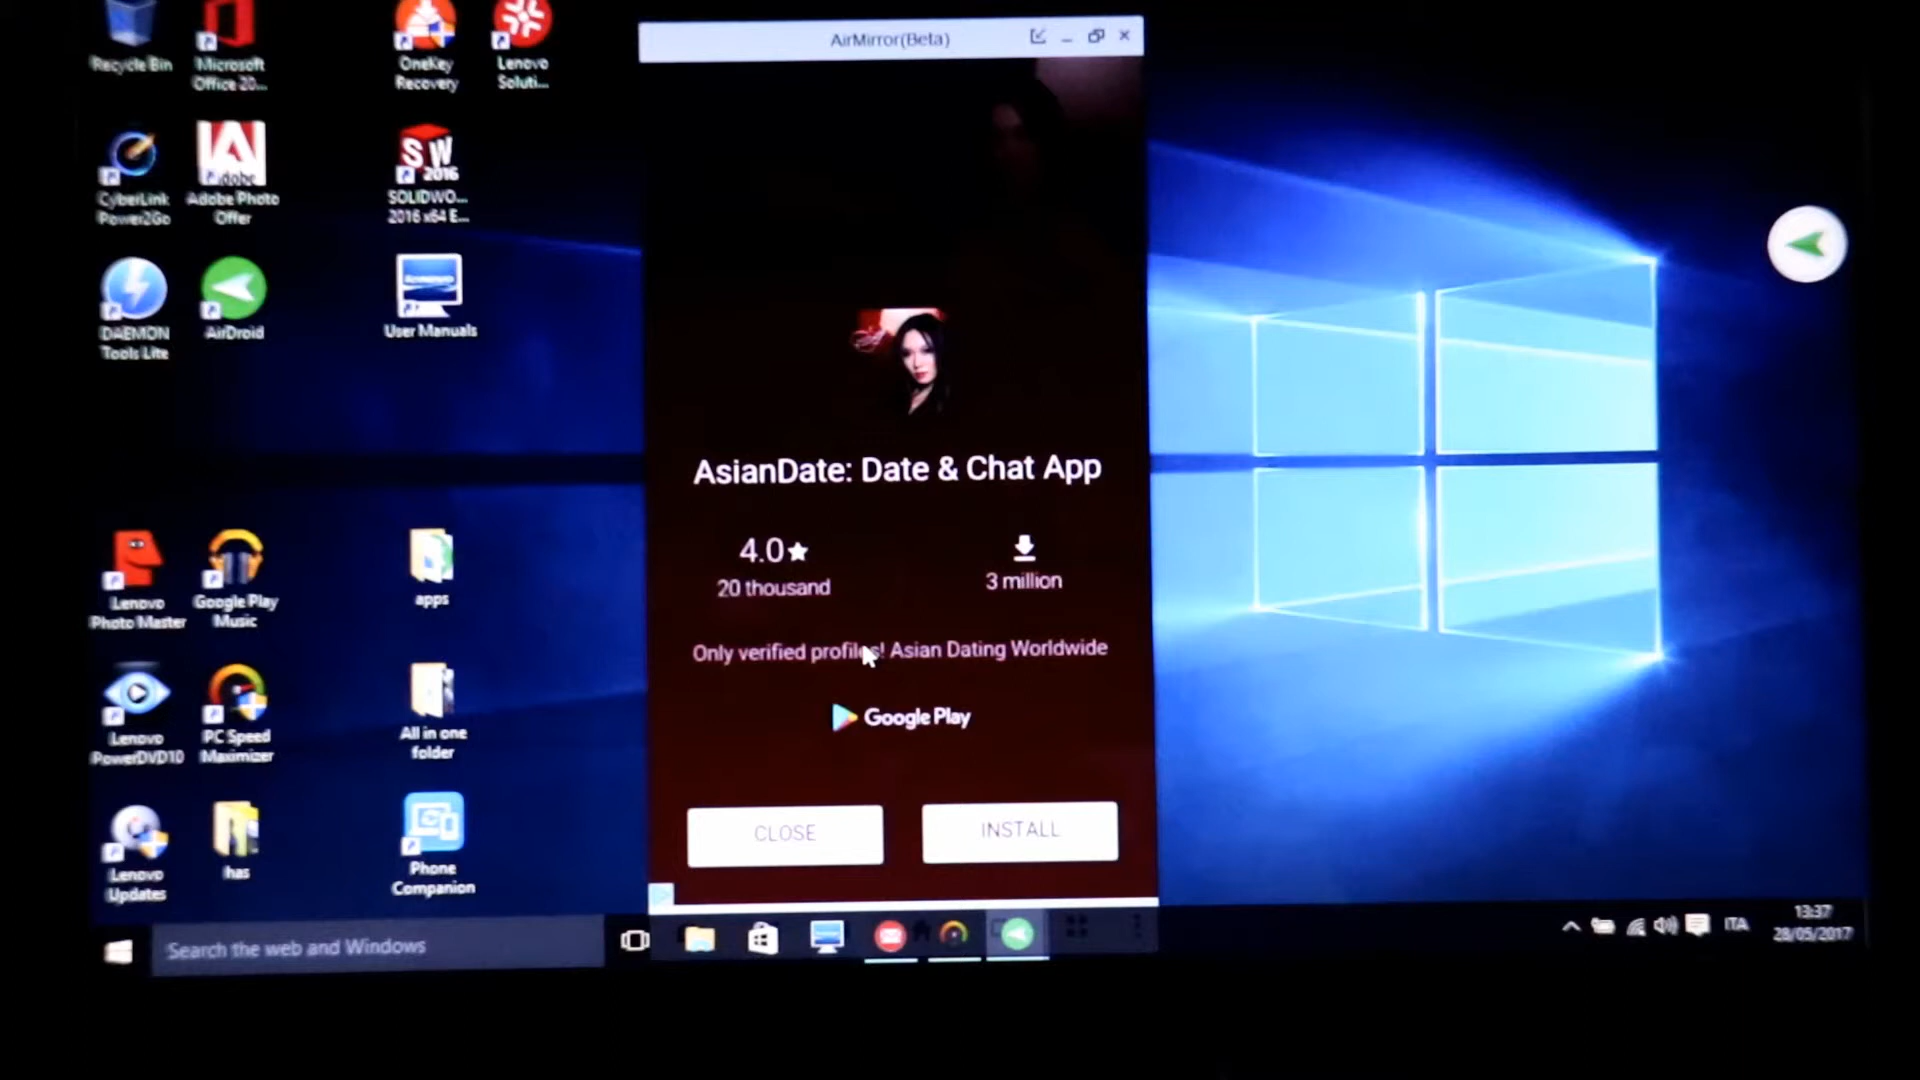 Recycle Bin
Microsoft
Office 20...
OneKey
Recovery
Lenovo
Soluti...
AirMirror(Beta)
CyberLink
Power2Go
Adobe
Adobe Photo
Offer
SW
2016
SOLIDWO...
2016 x64 E...
DAEMON
Tools Lite
AirDroid
Lenovo
User Manuals
AsianDate: Date & Chat App
4.0★
20 thousand
3 million
Only verified profiles! Asian Dating Worldwide
Google Play
CLOSE
INSTALL
Lenovo
Photo Master
Google Play
Music
apps
Lenovo
PowerDVD10
PC Speed
Maximizer
All in one
folder
Lenovo
Updates
has
Phone
Companion
Search the web and Windows
ITA
13:37
28/05/2017